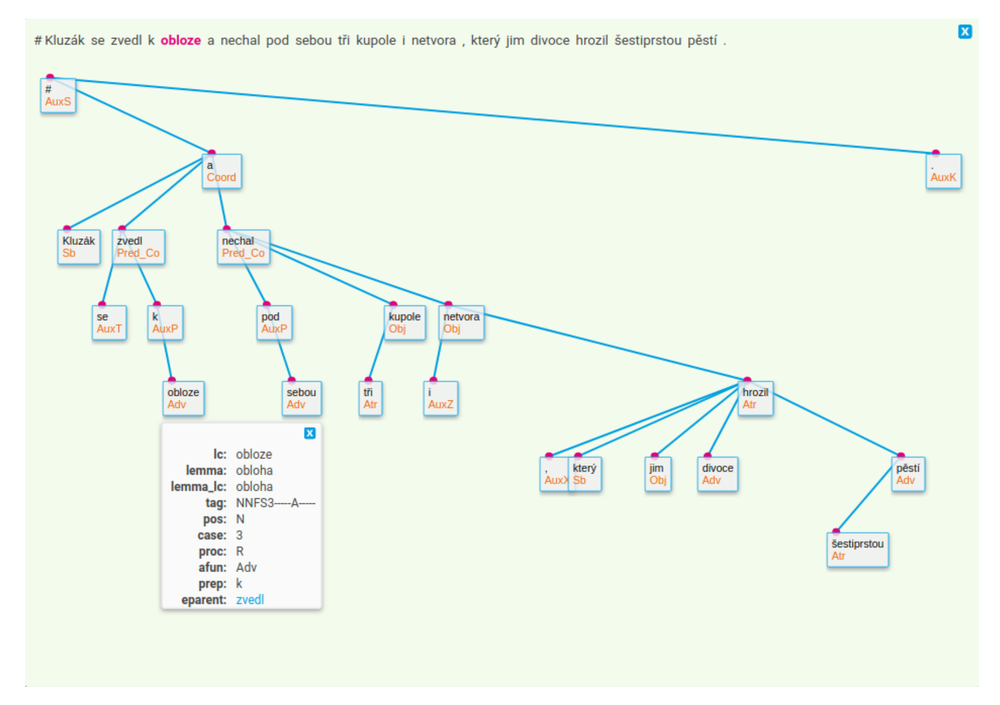 # Kluzák se zvedl k obloze a nechal pod sebou tři kupole i netvora , který jim divoce hrozil šestiprstou pěstí .
X
#
AuxS
a
Coord
.
AuxK
Kluzák
Sb
zvedl
Pred_Co
nechal
Pred_Co
se
AuxT
k
AuxP
pod
AuxP
kupole
Obj
netvora
Obj
obloze
Adv
sebou
Adv
tři
Atr
i
AuxZ
hrozil
Atr
,
AuxX
který
Sb
jim
Obj
divoce
Adv
pěstí
Adv
šestiprstou
Atr
X
lc: obloze
lemma: obloha
lemma_lc: obloha
tag: NNFS3-----A-----
pos: N
case: 3
proc: R
afun: Adv
prep: k
eparent: zvedl